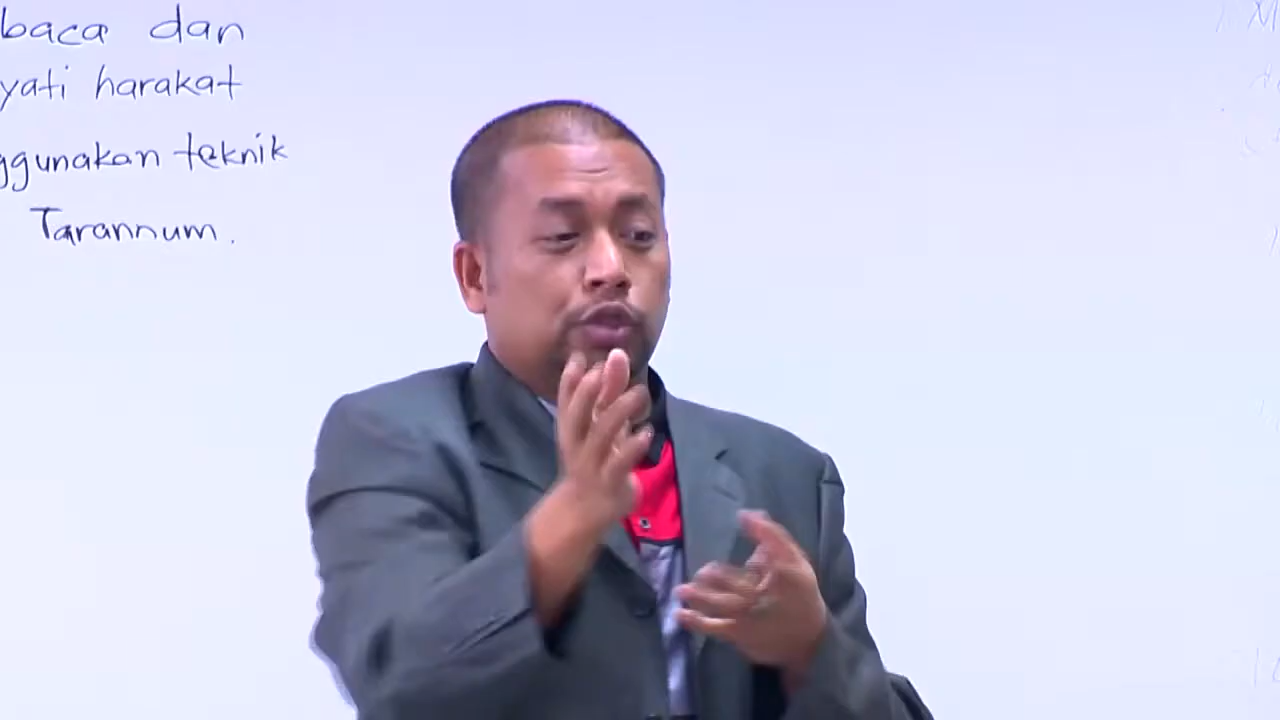 baca dan
yati harakat
ggunakan teknik
Tarannum.